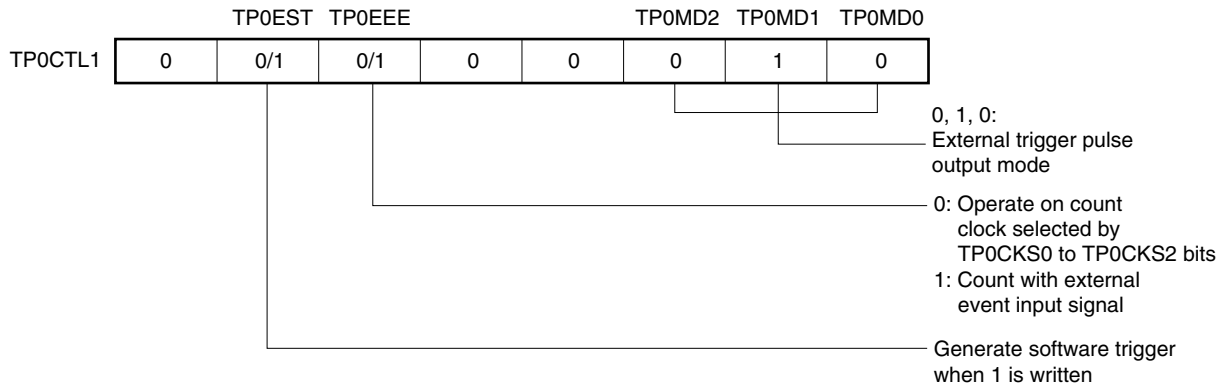 TP0EST TP0EEE TP0MD2 TP0MD1 TP0MD0
TP0CTL1 0 0/1 0/1 0 0 0 1 0
0, 1, 0:
External trigger pulse
output mode
0: Operate on count
clock selected by
TP0CKS0 to TP0CKS2 bits
1: Count with external
event input signal
Generate software trigger
when 1 is written